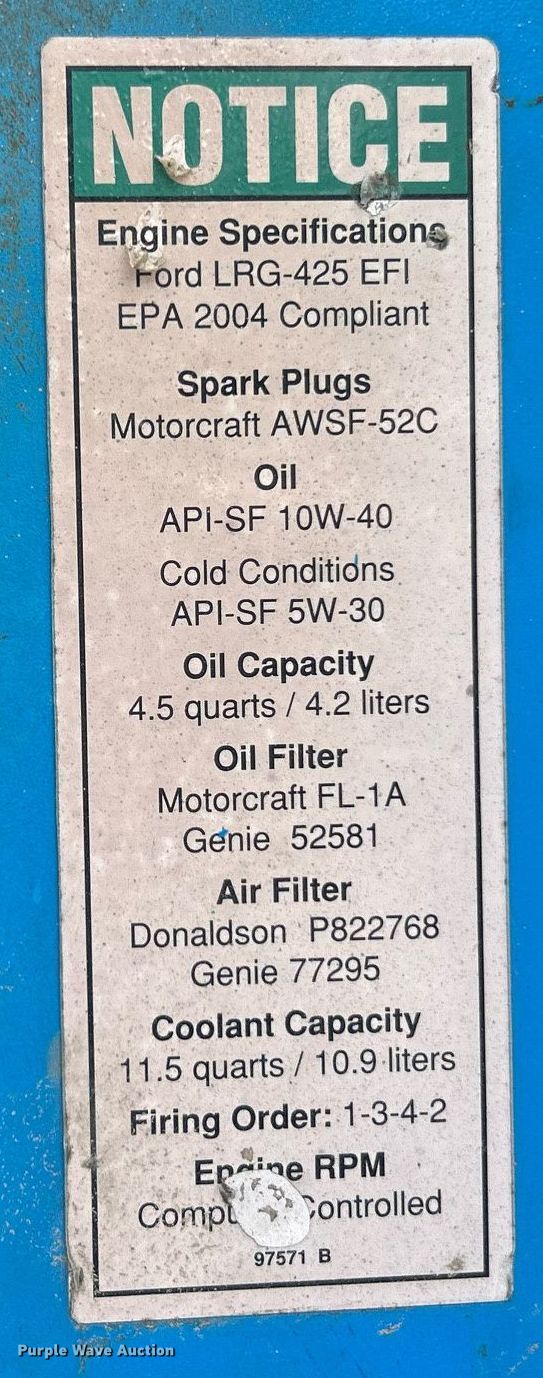 NOTICE
Engine Specifications
Ford LRG-425 EFI
EPA 2004 Compliant
Spark Plugs
Motorcraft AWSF-52C
Oil
API-SF 10W-40
Cold Conditions
API-SF 5W-30
Oil Capacity
4.5 quarts / 4.2 liters
Oil Filter
Motorcraft FL-1A
Genie 52581
Air Filter
Donaldson P822768
Genie 77295
Coolant Capacity
11.5 quarts / 10.9 liters
Firing Order: 1-3-4-2
Engine RPM
Computer Controlled
97571 B
Purple Wave Auction